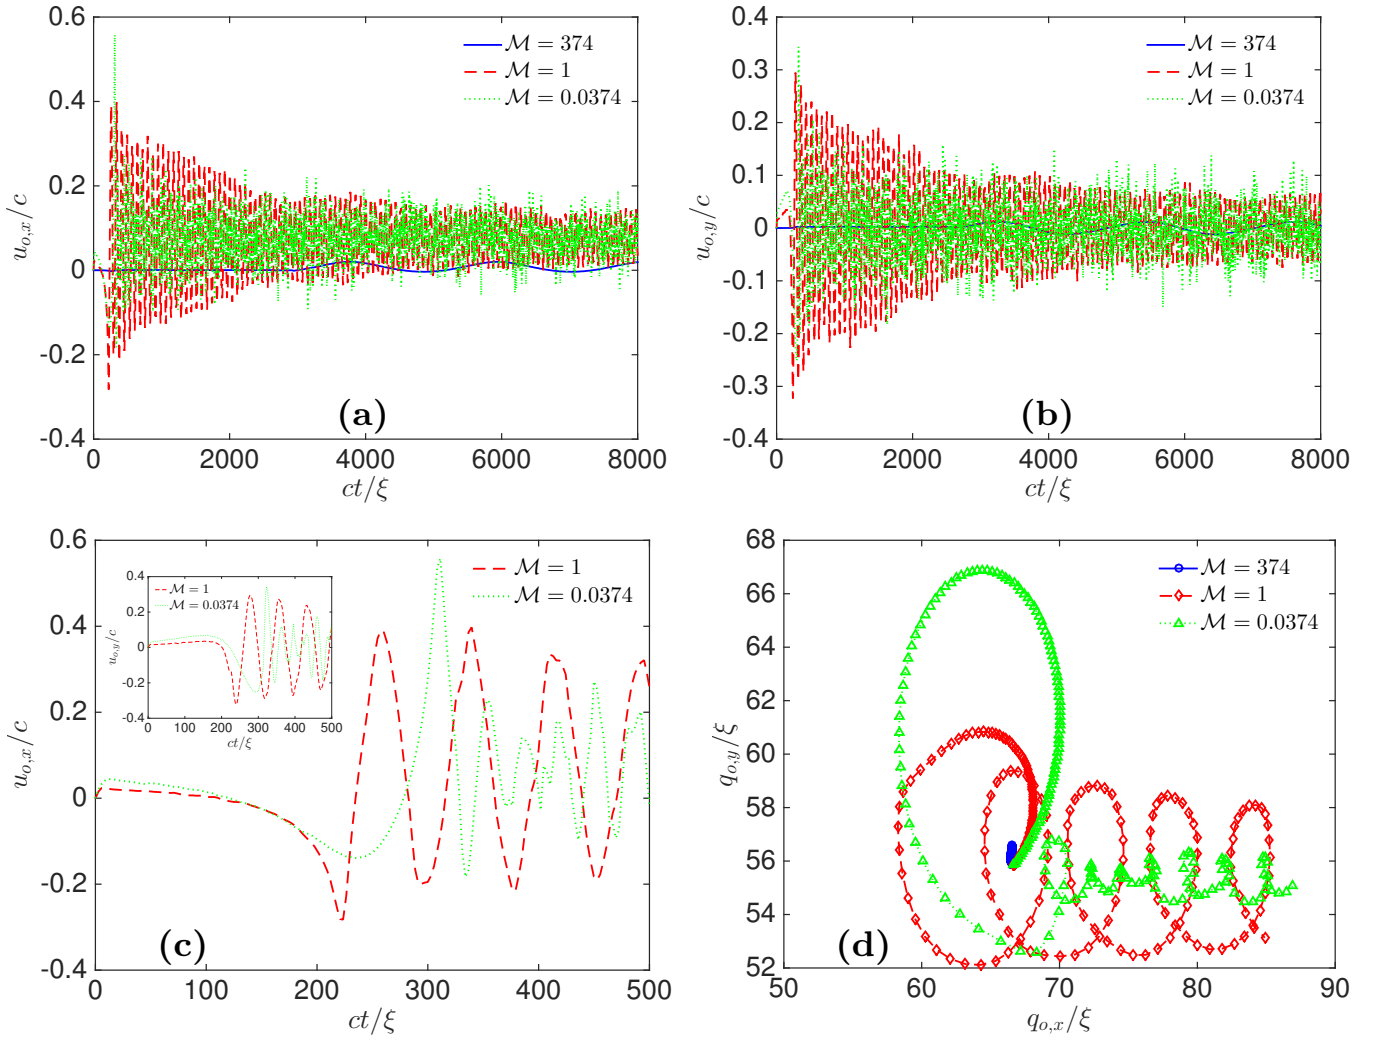 0.6
0.4
0.2
0
-0.2
-0.4
u_{o,x}/c
0 2000 4000 6000 8000
ct/ξ
ℳ = 374
ℳ = 1
ℳ = 0.0374
(a)
0.4
0.3
0.2
0.1
0
-0.1
-0.2
-0.3
-0.4
u_{o,y}/c
0 2000 4000 6000 8000
ct/ξ
ℳ = 374
ℳ = 1
ℳ = 0.0374
(b)
0.6
0.4
0.2
0
-0.2
-0.4
u_{o,x}/c
0 100 200 300 400 500
ct/ξ
ℳ = 1
ℳ = 0.0374
0.4
0.2
0
-0.2
-0.4
u_{o,y}/c
0 100 200 300 400 500
ct/ξ
ℳ = 1
ℳ = 0.0374
(c)
68
66
64
62
60
58
56
54
52
q_{o,y}/ξ
50 60 70 80 90
q_{o,x}/ξ
ℳ = 374
ℳ = 1
ℳ = 0.0374
(d)